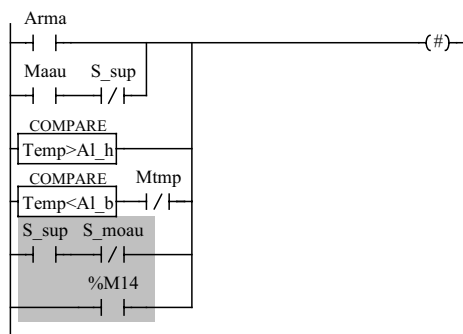 Arma
(#)
Maau S_sup
COMPARE
Temp>Al_h
COMPARE Mtmp
Temp<Al_b
S_sup S_moau
%M14